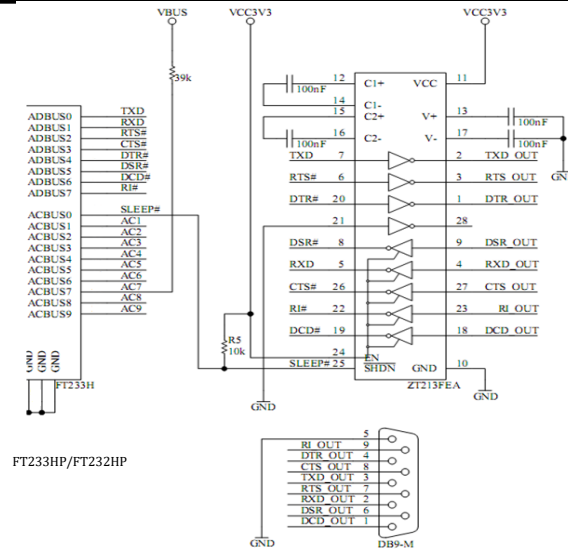 VBUS VCC3V3 VCC3V3
39k
100nF 12 C1+ VCC 11
14 C1-
15 C2+ V+ 13 100nF
100nF 16 C2- V- 17 100nF
GND
ADBUS0 TXD
ADBUS1 RXD
ADBUS2 RTS#
ADBUS3 CTS#
ADBUS4 DTR#
ADBUS5 DSR#
ADBUS6 DCD#
ADBUS7 RI#
ACBUS0 SLEEP#
ACBUS1 AC1
ACBUS2 AC2
ACBUS3 AC3
ACBUS4 AC4
ACBUS5 AC5
ACBUS6 AC6
ACBUS7 AC7
ACBUS8 AC8
ACBUS9 AC9
GND GND GND
FT233H
TXD 7 2 TXD_OUT
RTS# 6 3 RTS_OUT
DTR# 20 1 DTR_OUT
21 28
DSR# 8 9 DSR_OUT
RXD 5 4 RXD_OUT
CTS# 26 27 CTS_OUT
RI# 22 23 RI_OUT
DCD# 19 18 DCD_OUT
R5
10k
24 EN
SLEEP# 25 SHDN GND 10
ZT213FEA
GND GND
FT233HP/FT232HP
5
RI_OUT 9
DTR_OUT 4
CTS_OUT 8
TXD_OUT 3
RTS_OUT 7
RXD_OUT 2
DSR_OUT 6
DCD_OUT 1
GND DB9-M